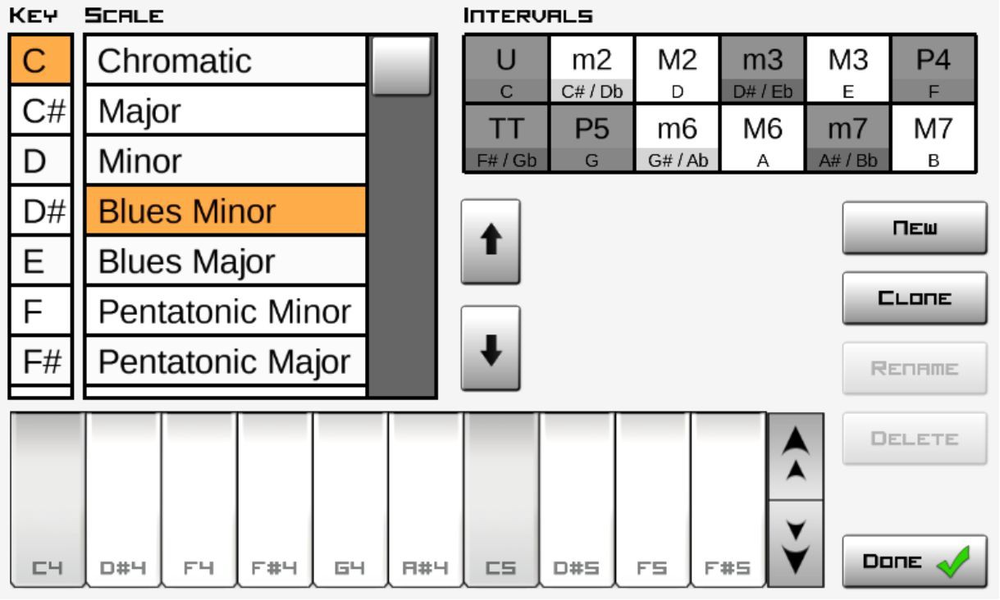 Key Scale Intervals
C Chromatic
C# Major
D Minor
D# Blues Minor
E Blues Major
F Pentatonic Minor
F# Pentatonic Major
U m2 M2 m3 M3 P4
C C# / Db D D# / Eb E F
TT P5 m6 M6 m7 M7
F# / Gb G G# / Ab A A# / Bb B
New
Clone
Rename
Delete
Done
C4 D#4 F4 F#4 G4 A#4 C5 D#5 F5 F#5